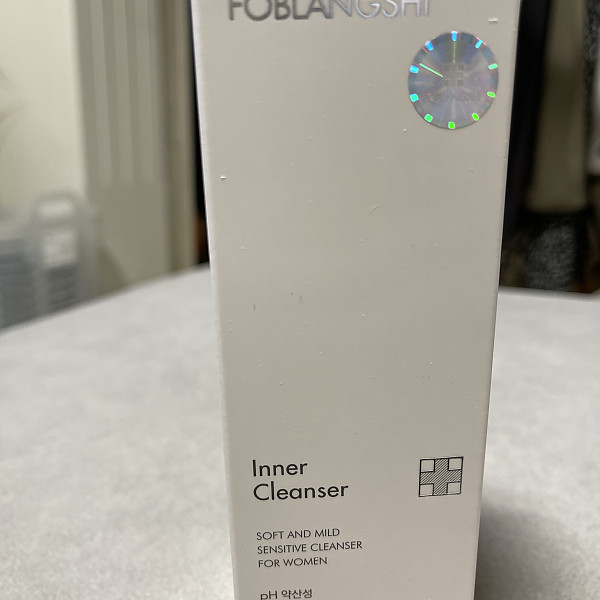 FOBLANGSHI
Inner
Cleanser
SOFT AND MILD
SENSITIVE CLEANSER
FOR WOMEN
pH 약산성